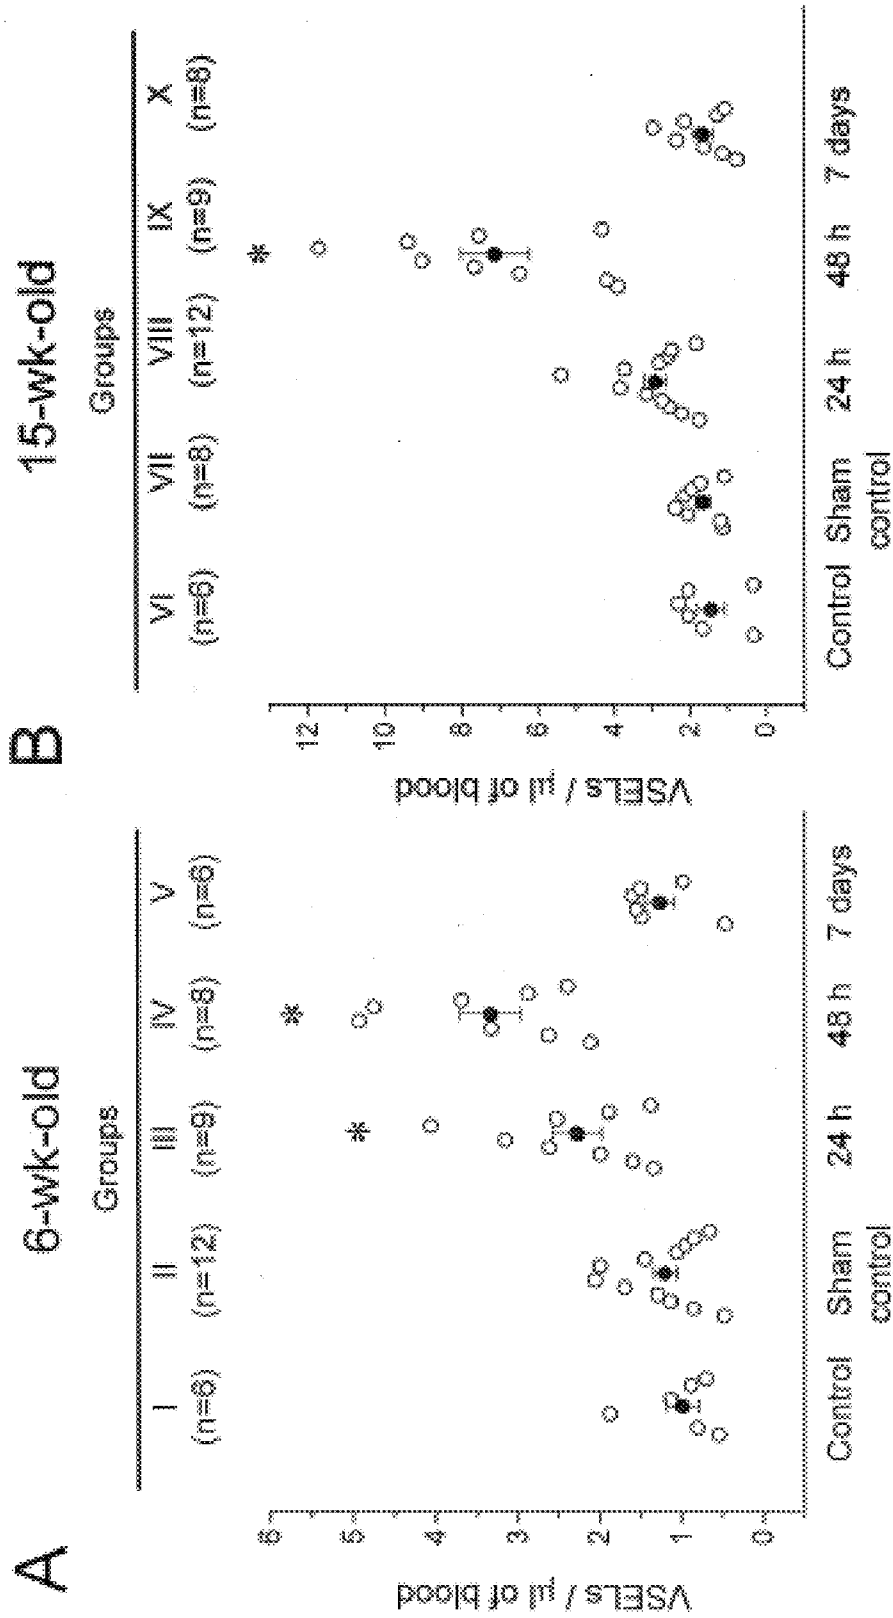 A
6-wk-old
Groups
I II III IV V
(n=6) (n=12) (n=9) (n=8) (n=6)
* *
VSELs / µl of blood
6
5
4
3
2
1
0
Control Sham control 24 h 48 h 7 days
B
15-wk-old
Groups
VI VII VIII IX X
(n=6) (n=8) (n=12) (n=9) (n=8)
*
VSELs / µl of blood
12
10
8
6
4
2
0
Control Sham control 24 h 48 h 7 days